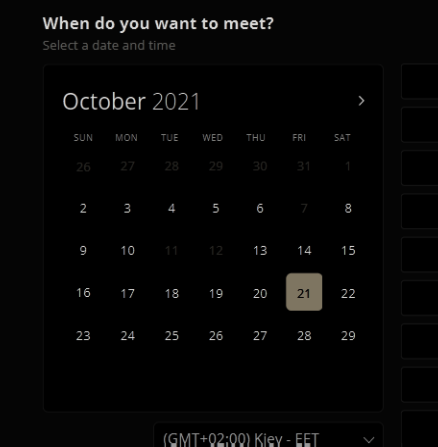 When do you want to meet?
Select a date and time
October 2021
SUN MON TUE WED THU FRI SAT
26 27 28 29 30 31 1
2 3 4 5 6 7 8
9 10 11 12 13 14 15
16 17 18 19 20 21 22
23 24 25 26 27 28 29
(GMT+02:00) Kiev - EET